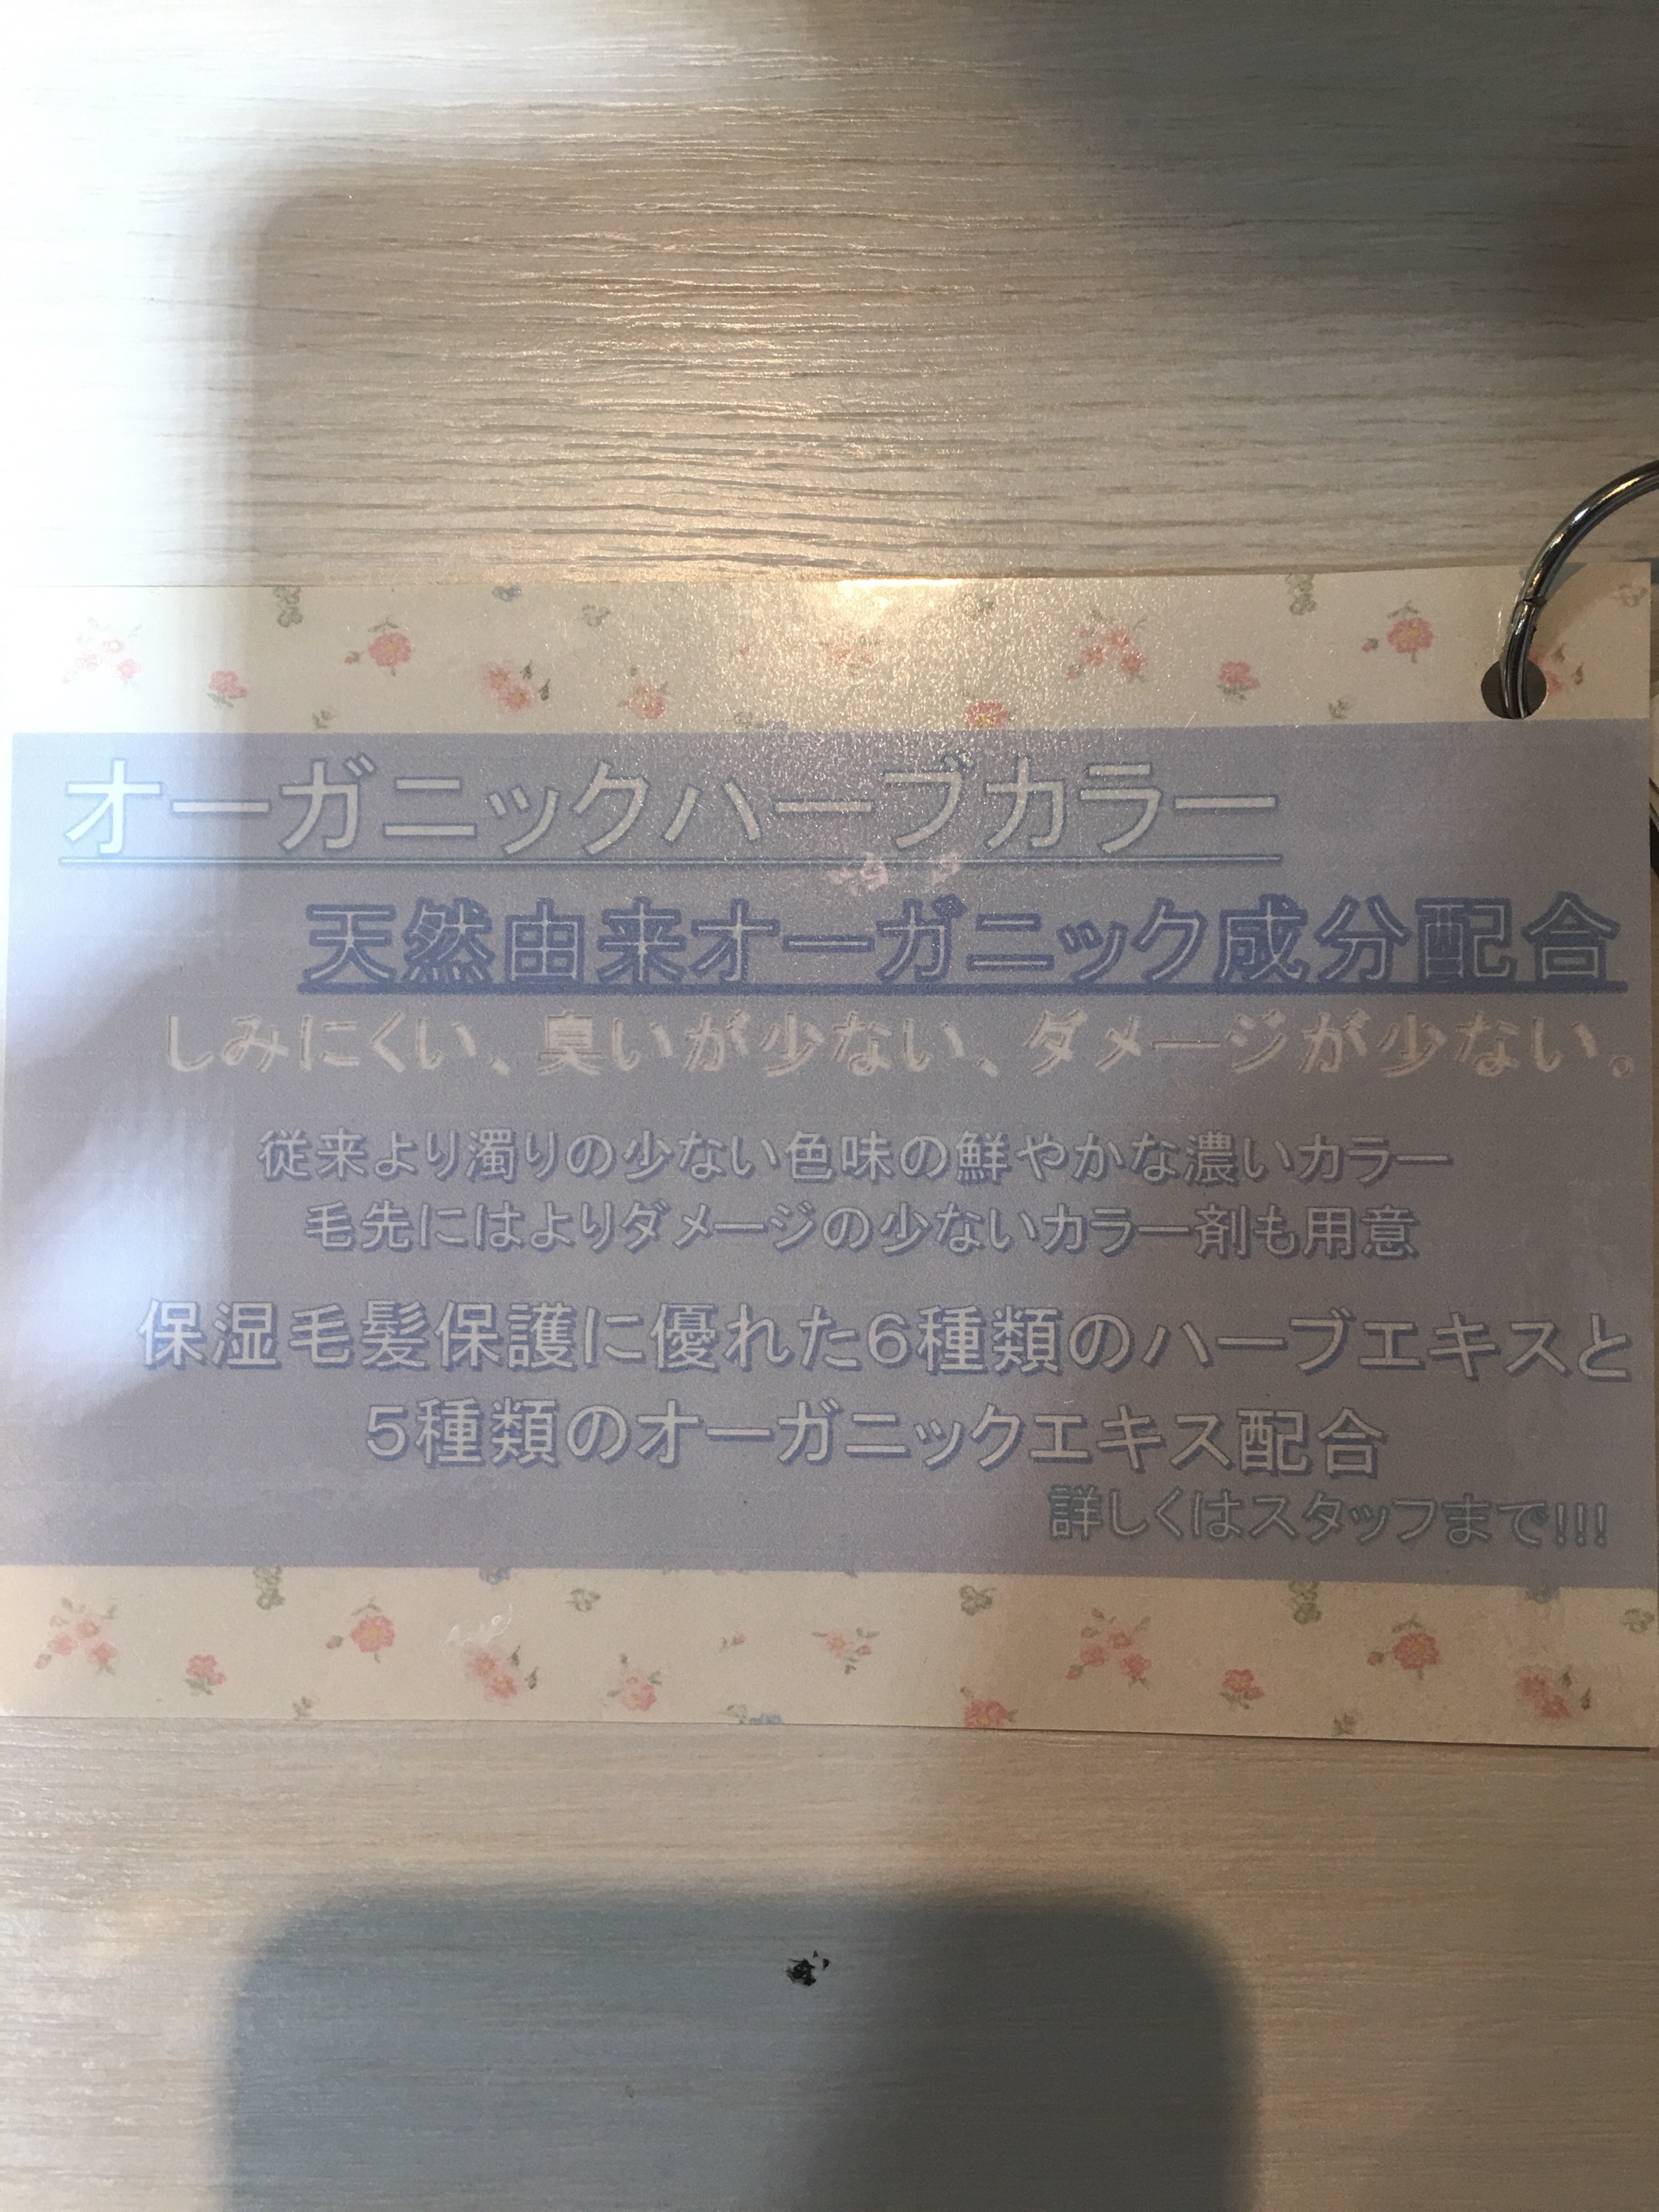 オーガニックハーブカラー
天然由来オーガニック成分配合
しみにくい、臭いが少ない、ダメージが少ない。
従来より濁りの少ない色味の鮮やかな濃いカラー
毛先にはよりダメージの少ないカラー剤も用意
保湿毛髪保護に優れた6種類のハーブエキスと
5種類のオーガニックエキス配合
詳しくはスタッフまで!!!